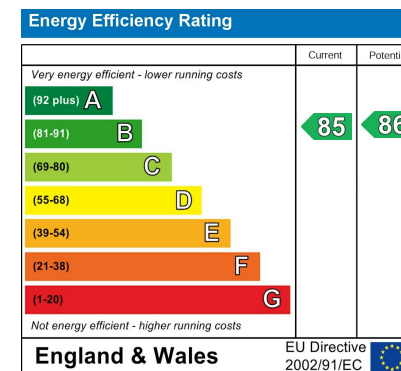 Energy Efficiency Rating
Current Potenti
Very energy efficient - lower running costs
(92 plus) A
(81-91) B
85 86
(69-80) C
(55-68) D
(39-54) E
(21-38) F
(1-20) G
Not energy efficient - higher running costs
England & Wales
EU Directive
2002/91/EC